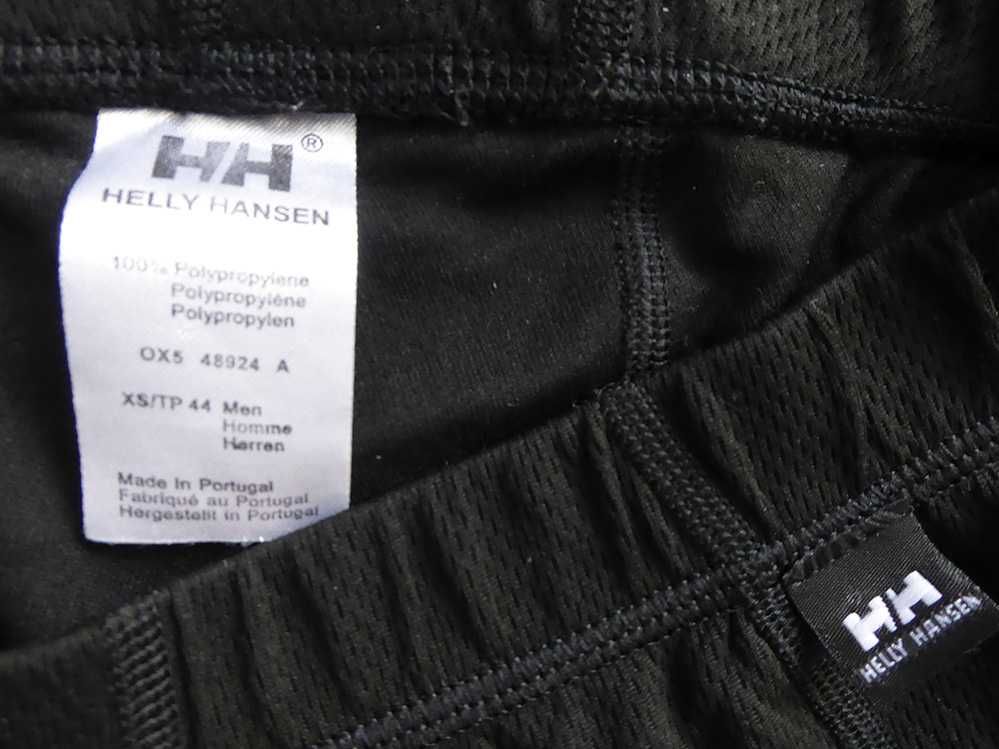 HH®
HELLY HANSEN
100% Polypropylene
Polypropylène
Polypropylen
OX5 48924 A
XS/TP 44 Men
Homme
Herren
Made In Portugal
Fabriqué au Portugal
Hergestellt in Portugal
HH
HELLY HANSEN